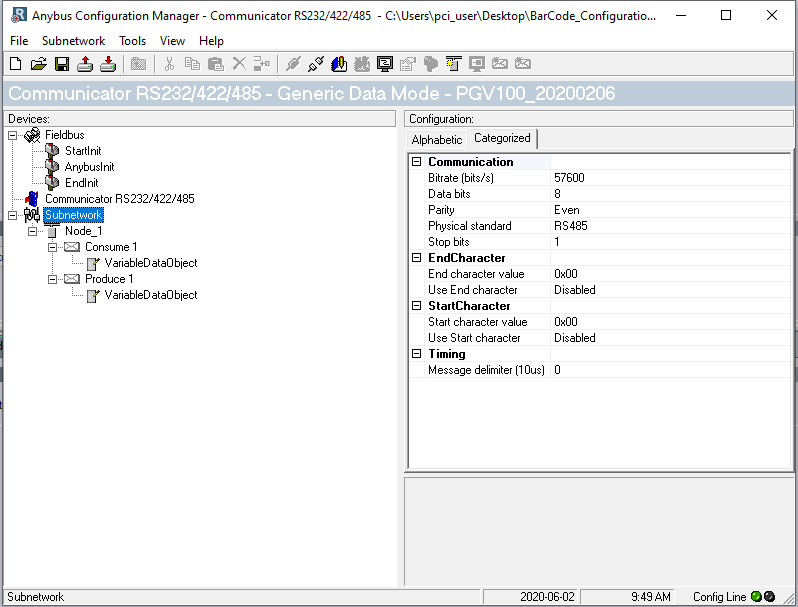 Anybus Configuration Manager - Communicator RS232/422/485 - C:\Users\pci_user\Desktop\BarCode_Configuratio...
File Subnetwork Tools View Help
Communicator RS232/422/485 - Generic Data Mode - PGV100_20200206
Devices:
Fieldbus
StartInit
AnybusInit
EndInit
Communicator RS232/422/485
Subnetwork
Node_1
Consume 1
VariableDataObject
Produce 1
VariableDataObject
Configuration:
Alphabetic Categorized
Communication
Bitrate (bits/s) 57600
Data bits 8
Parity Even
Physical standard RS485
Stop bits 1
EndCharacter
End character value 0x00
Use End character Disabled
StartCharacter
Start character value 0x00
Use Start character Disabled
Timing
Message delimiter (10us) 0
Subnetwork 2020-06-02 9:49 AM Config Line